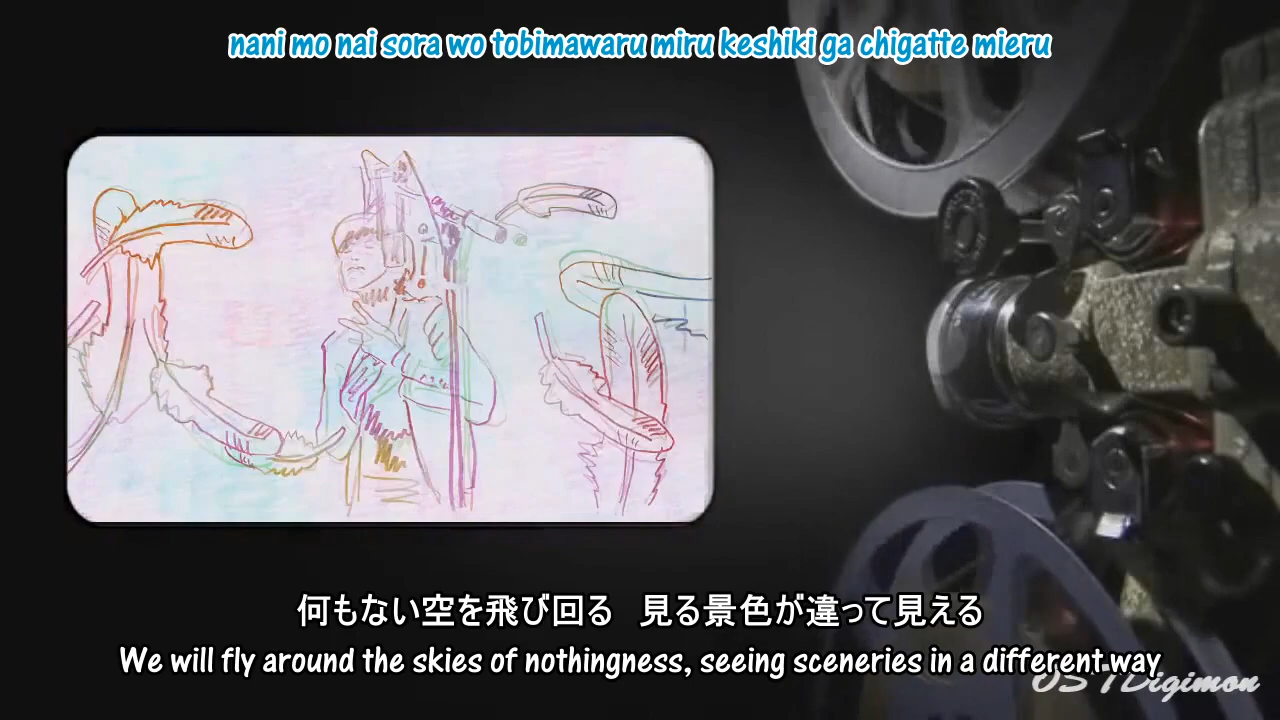 nani mo nai sora wo tobimawaru miru keshiki ga chigatte mieru
何もない空を飛び回る 見る景色が違って見える
We will fly around the skies of nothingness, seeing sceneries in a different way
Digimon